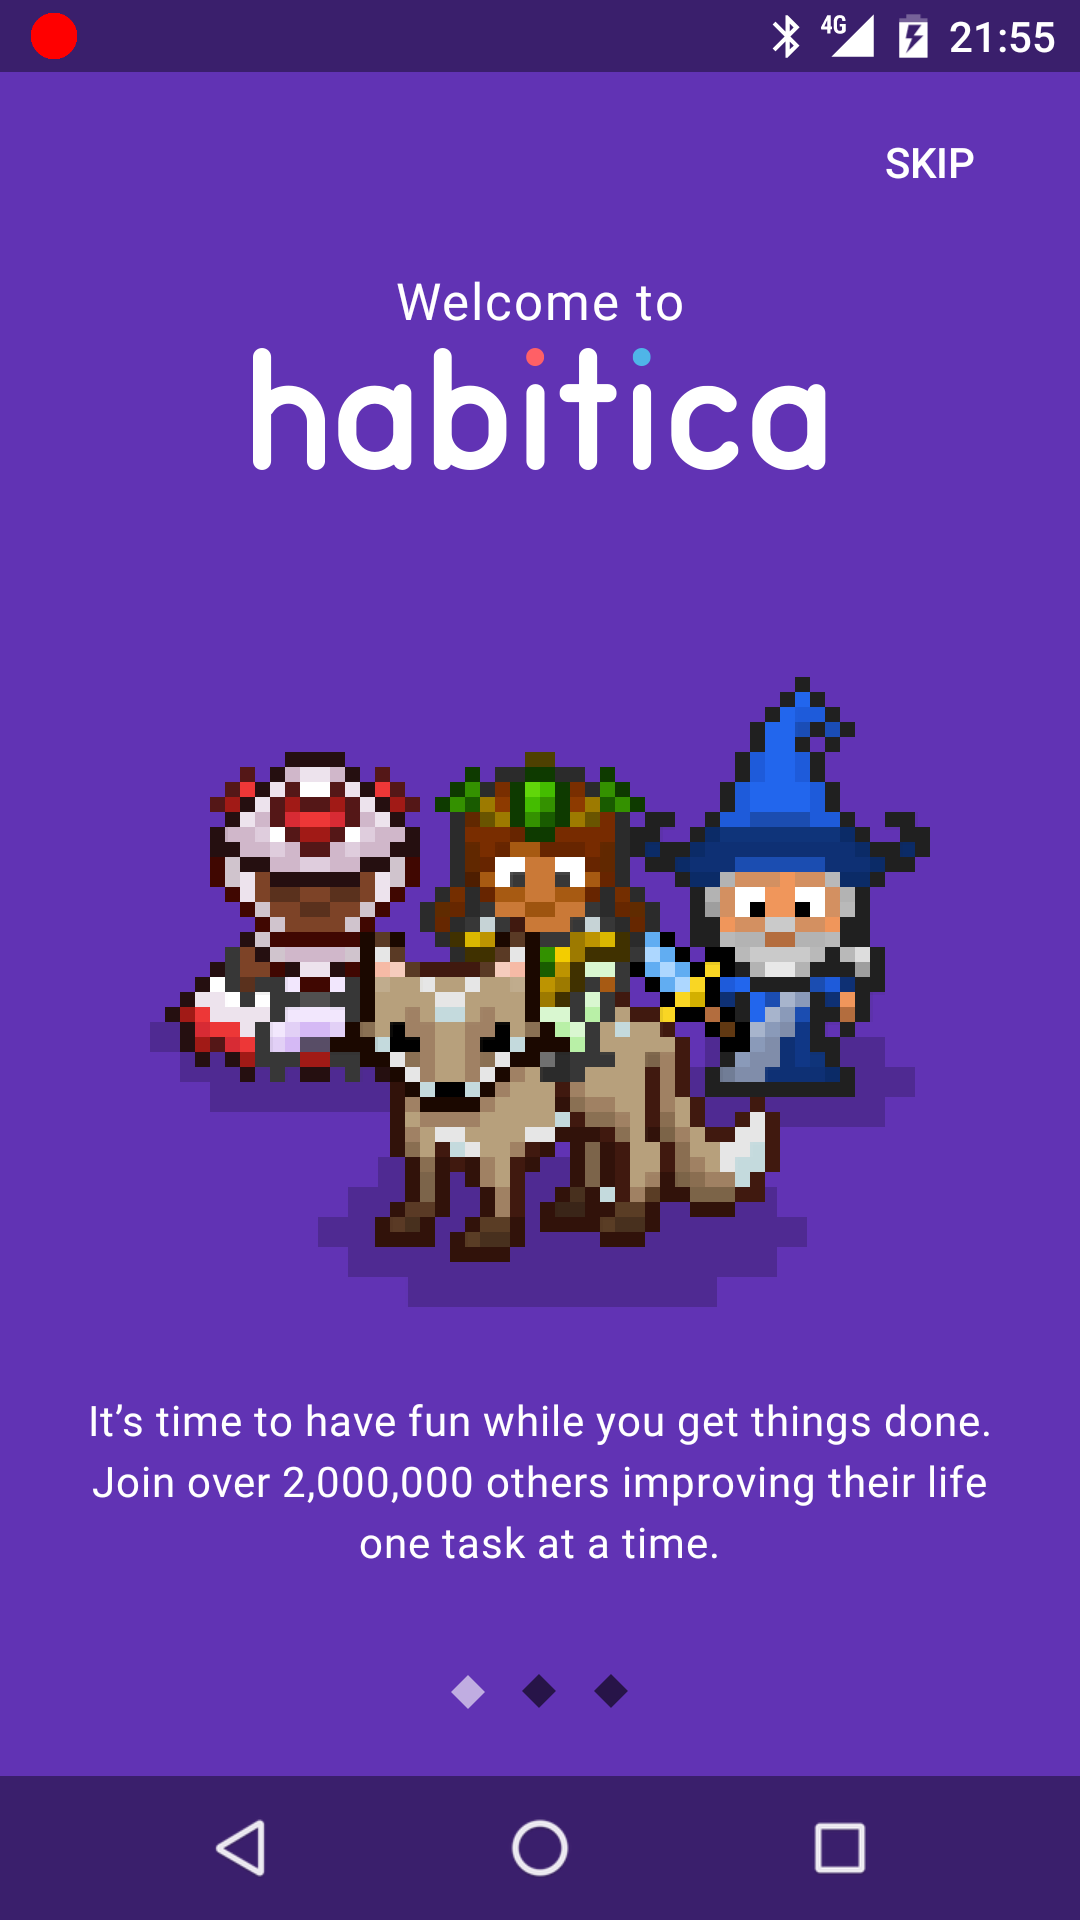 4G 21:55
SKIP
Welcome to
habitica
It’s time to have fun while you get things done.
Join over 2,000,000 others improving their life
one task at a time.